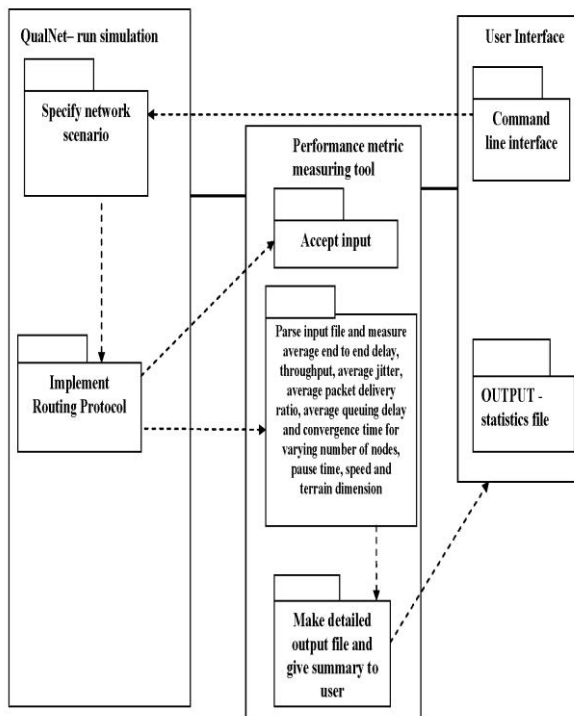 QualNet– run simulation
Specify network
scenario
Implement
Routing Protocol
Performance metric
measuring tool
Accept input
Parse input file and measure
average end to end delay,
throughput, average jitter,
average packet delivery
ratio, average queuing delay
and convergence time for
varying number of nodes,
pause time, speed and
terrain dimension
Make detailed
output file and
give summary to
user
User Interface
Command
line interface
OUTPUT -
statistics file